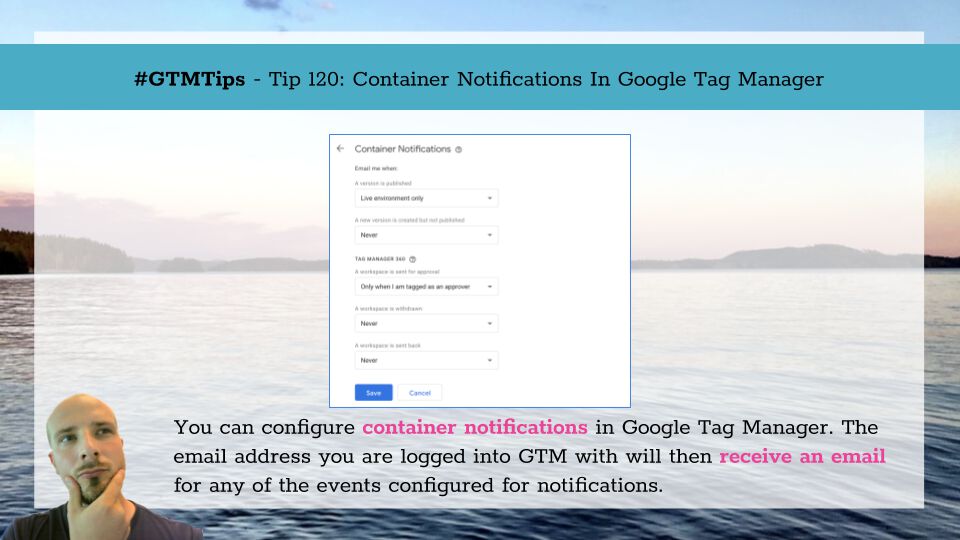 #GTMTips - Tip 120: Container Notifications In Google Tag Manager
Container Notifications
Email me when:
A version is published
Live environment only
A new version is created but not published
Never
TAG MANAGER 360
A workspace is sent for approval
Only when I am tagged as an approver
A workspace is withdrawn
Never
A workspace is sent back
Never
Save Cancel
You can configure container notifications in Google Tag Manager. The
email address you are logged into GTM with will then receive an email
for any of the events configured for notifications.